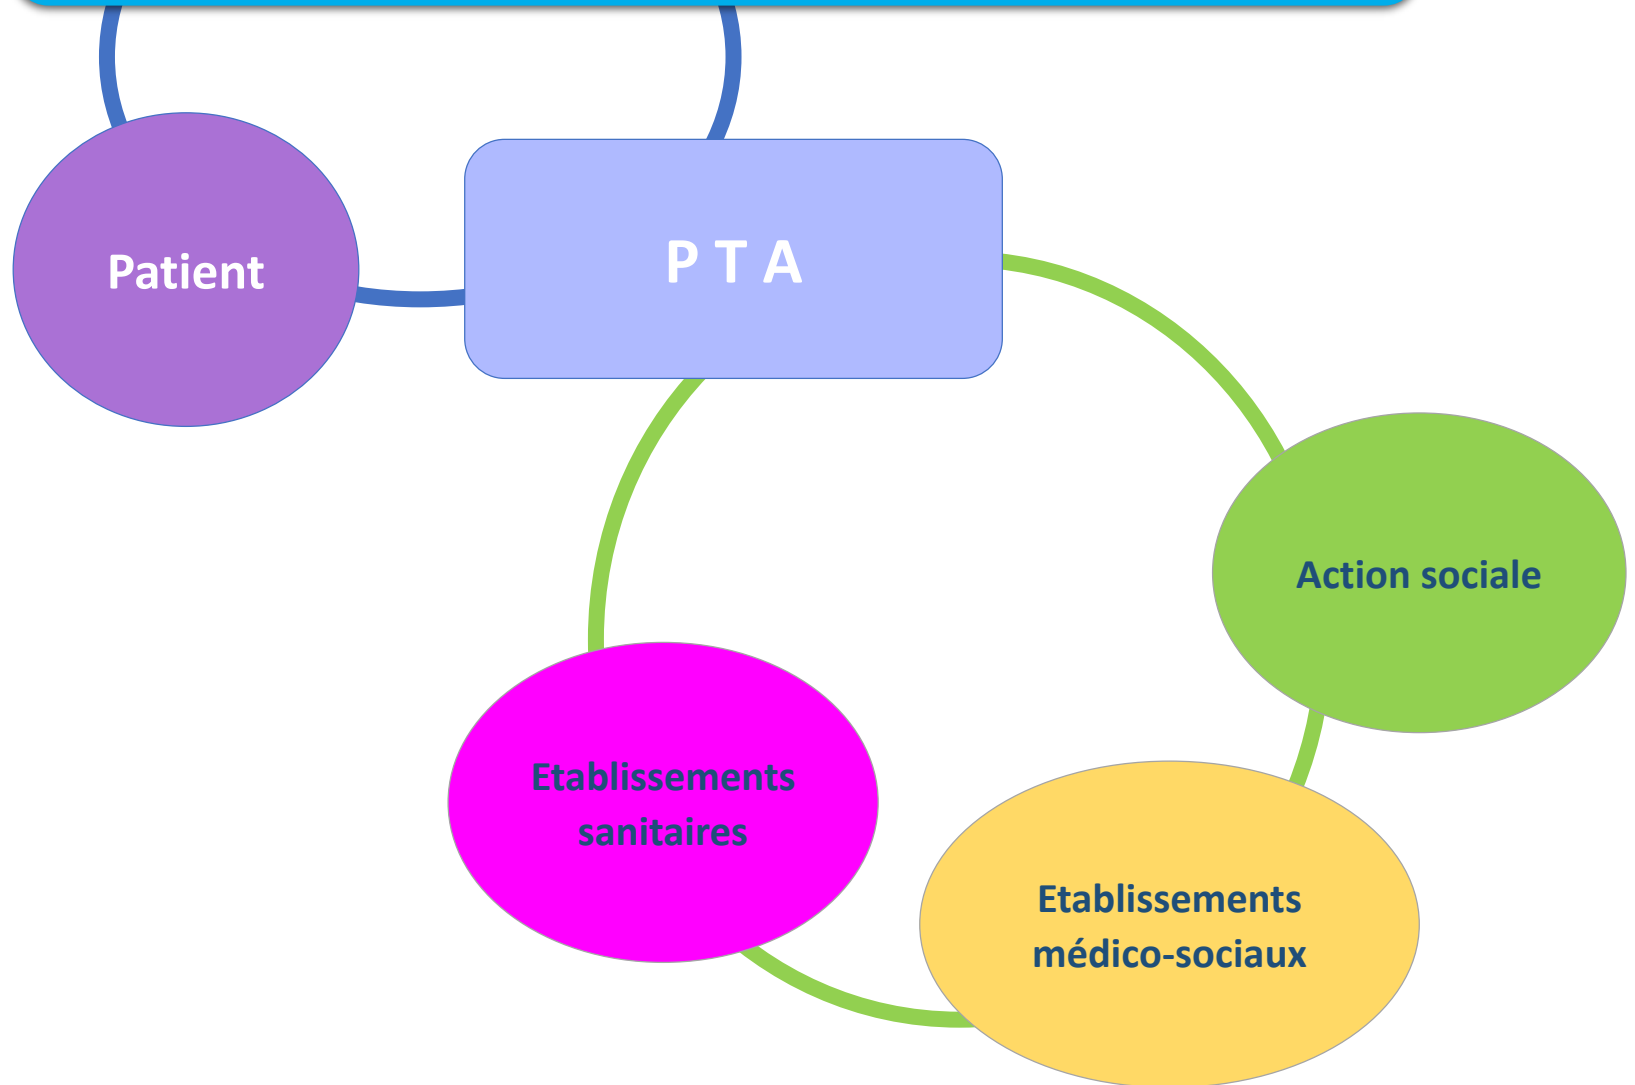 Patient
P T A
Action sociale
Etablissements
sanitaires
Etablissements
médico-sociaux